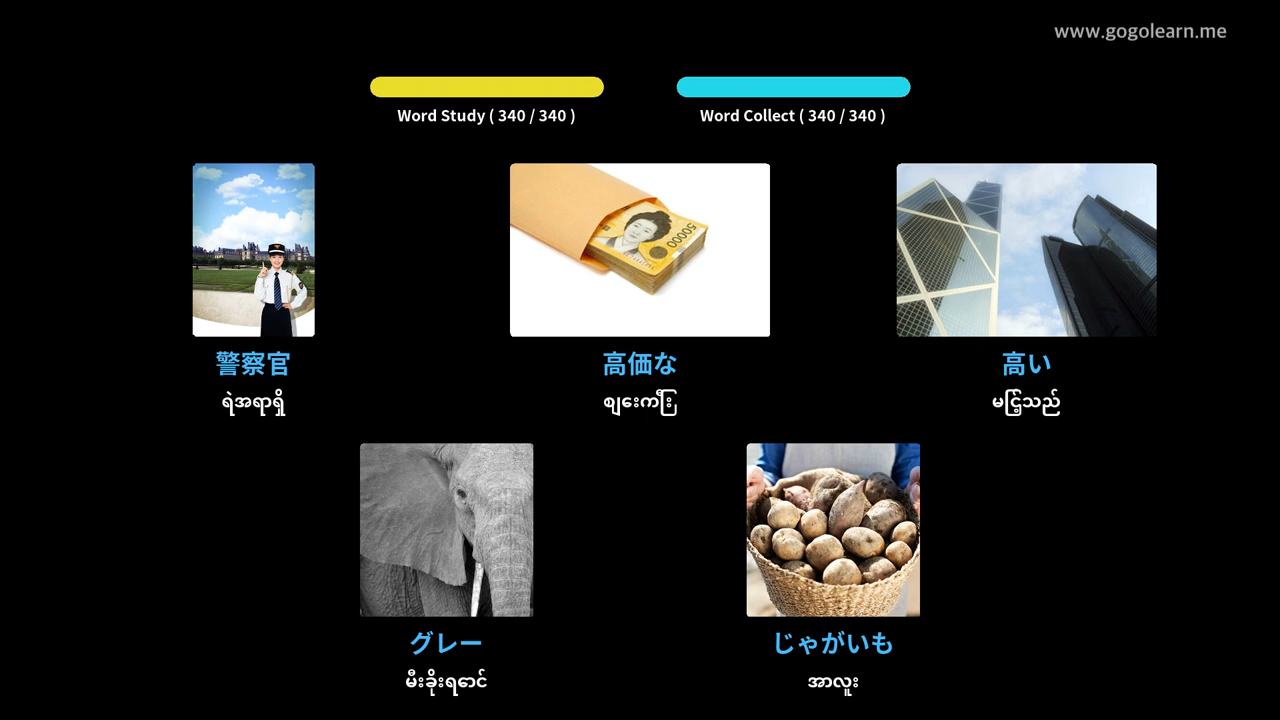 www.gogolearn.me
Word Study ( 340 / 340 )
Word Collect ( 340 / 340 )
50000
警察官
高価な
高い
ရဲအရာရှိ
ဈေးကြီး
မြင့်သည်
グレー
じゃがいも
မီးခိုးရောင်
အာလူး